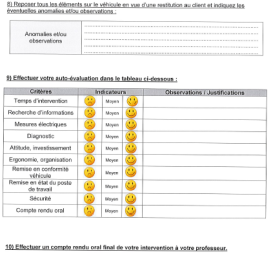 8) Reposer tous les éléments sur le véhicule en vue d'une restitution au client et indiquez les
éventuelles anomalies et/ou observations :
Anomalies et/ou
observations
9) Effectuer votre auto-évaluation dans le tableau ci-dessous :
Critères Indicateurs Observations / Justifications
Temps d'intervention Moyen
Recherche d'informations Moyen
Mesures électriques Moyen
Diagnostic Moyen
Attitude, investissement Moyen
Ergonomie, organisation Moyen
Remise en conformité
véhicule Moyen
Remise en état du poste
de travail Moyen
Sécurité Moyen
Compte rendu oral Moyen
10) Effectuer un compte rendu oral final de votre intervention à votre professeur.